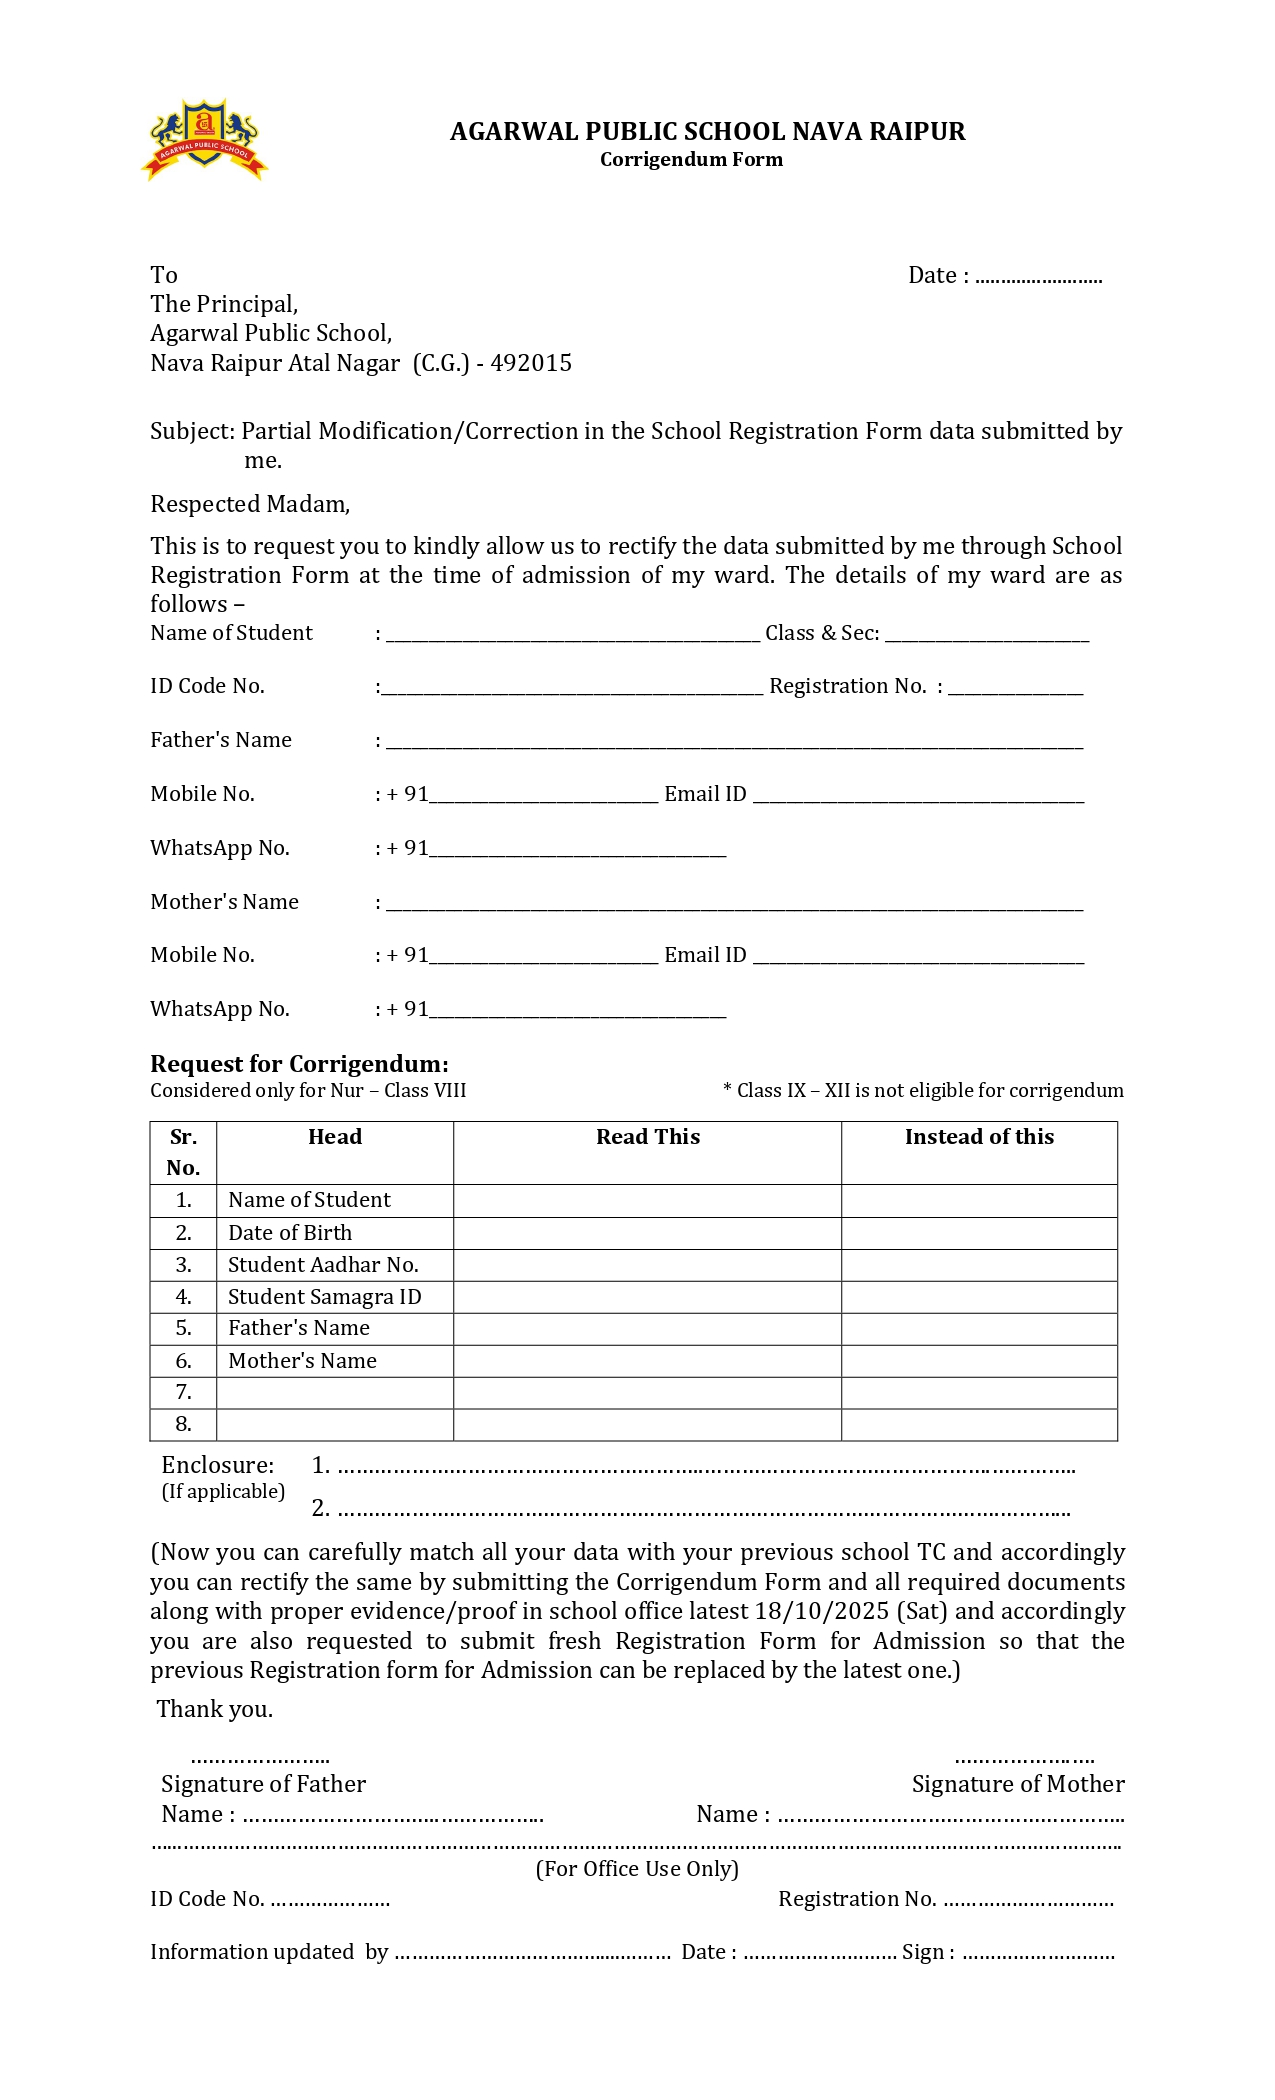 AGARWAL PUBLIC SCHOOL
AGARWAL PUBLIC SCHOOL NAVA RAIPUR
Corrigendum Form
To Date : .......................
The Principal,
Agarwal Public School,
Nava Raipur Atal Nagar (C.G.) - 492015
Subject: Partial Modification/Correction in the School Registration Form data submitted by
me.
Respected Madam,
This is to request you to kindly allow us to rectify the data submitted by me through School
Registration Form at the time of admission of my ward. The details of my ward are as
follows –
Name of Student : ____________________________________________ Class & Sec: ________________________
ID Code No. :_____________________________________________ Registration No. : ________________
Father's Name : __________________________________________________________________________________
Mobile No. : + 91___________________________ Email ID _______________________________________
WhatsApp No. : + 91___________________________________
Mother's Name : __________________________________________________________________________________
Mobile No. : + 91___________________________ Email ID _______________________________________
WhatsApp No. : + 91___________________________________
Request for Corrigendum:
Considered only for Nur – Class VIII * Class IX – XII is not eligible for corrigendum
Sr. Head Read This Instead of this
No.
1. Name of Student
2. Date of Birth
3. Student Aadhar No.
4. Student Samagra ID
5. Father's Name
6. Mother's Name
7.
8.
Enclosure: 1. …………………………………………………..……………………………………….…………..
(If applicable)
2. ……………………………………………………………………………………………….………...
(Now you can carefully match all your data with your previous school TC and accordingly
you can rectify the same by submitting the Corrigendum Form and all required documents
along with proper evidence/proof in school office latest 18/10/2025 (Sat) and accordingly
you are also requested to submit fresh Registration Form for Admission so that the
previous Registration form for Admission can be replaced by the latest one.)
Thank you.
………………….. ……………….….
Signature of Father Signature of Mother
Name : ………………………..…………….. Name : ………………………………………………..
…..…………………………………………………………………………………………………………………………………..
(For Office Use Only)
ID Code No. ………………… Registration No. …………………………
Information updated by ……………………………....……… Date : ……………………… Sign : ………………………